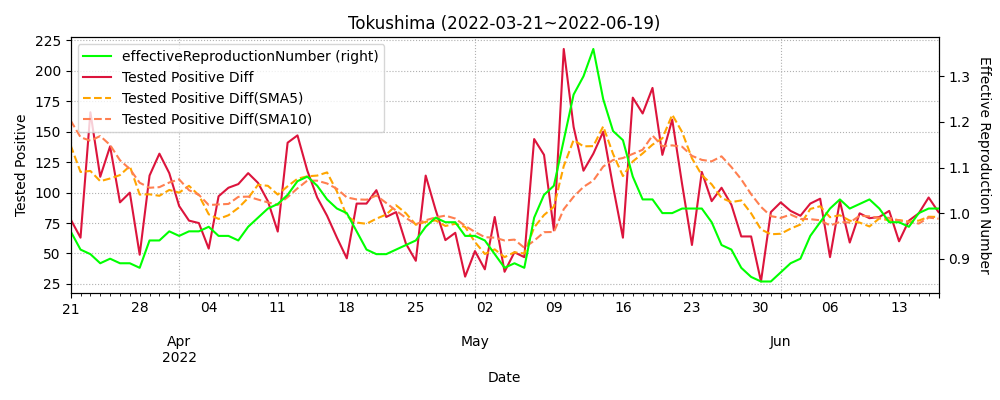 Tokushima (2022-03-21~2022-06-19)
effectiveReproductionNumber (right)
Tested Positive Diff
Tested Positive Diff(SMA5)
Tested Positive Diff(SMA10)
225
200
175
150
125
100
75
50
25
Tested Positive
1.3
1.2
1.1
1.0
0.9
Effective Reproduction Number
21 28 04 11 18 25 02 09 16 23 30 06 13
Apr May Jun
2022
Date